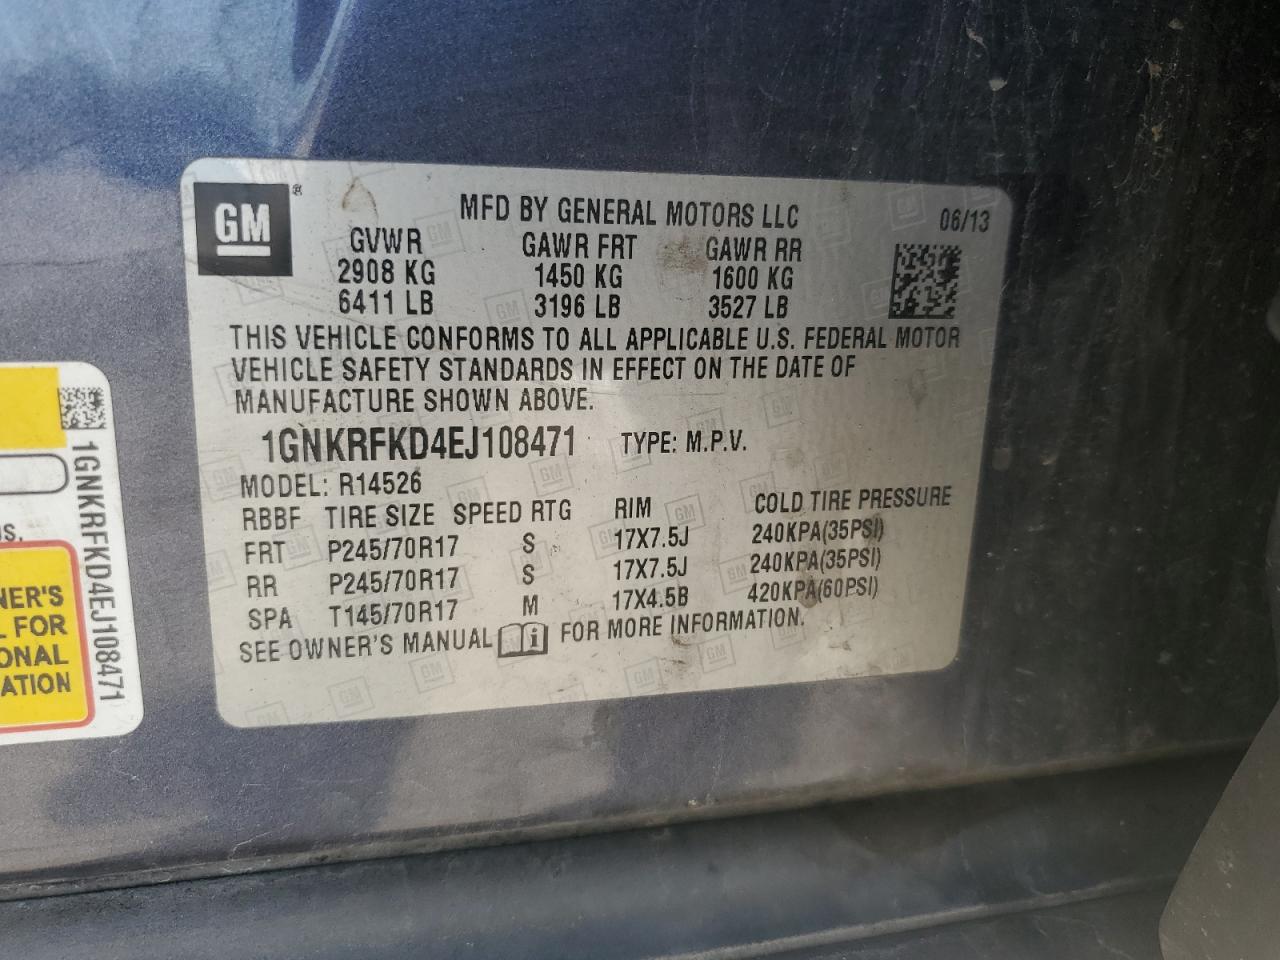 GM ®
MFD BY GENERAL MOTORS LLC 06/13
GVWR GAWR FRT GAWR RR
2908 KG 1450 KG 1600 KG
6411 LB 3196 LB 3527 LB
THIS VEHICLE CONFORMS TO ALL APPLICABLE U.S. FEDERAL MOTOR
VEHICLE SAFETY STANDARDS IN EFFECT ON THE DATE OF
MANUFACTURE SHOWN ABOVE.
1GNKRFKD4EJ108471 TYPE: M.P.V.
MODEL: R14526
RBBF TIRE SIZE SPEED RTG RIM COLD TIRE PRESSURE
FRT P245/70R17 S 17X7.5J 240KPA(35PSI)
RR P245/70R17 S 17X7.5J 240KPA(35PSI)
SPA T145/70R17 M 17X4.5B 420KPA(60PSI)
SEE OWNER'S MANUAL i FOR MORE INFORMATION.
1GNKRFKD4EJ108471
US.
NER'S
L FOR
ONAL
ATION